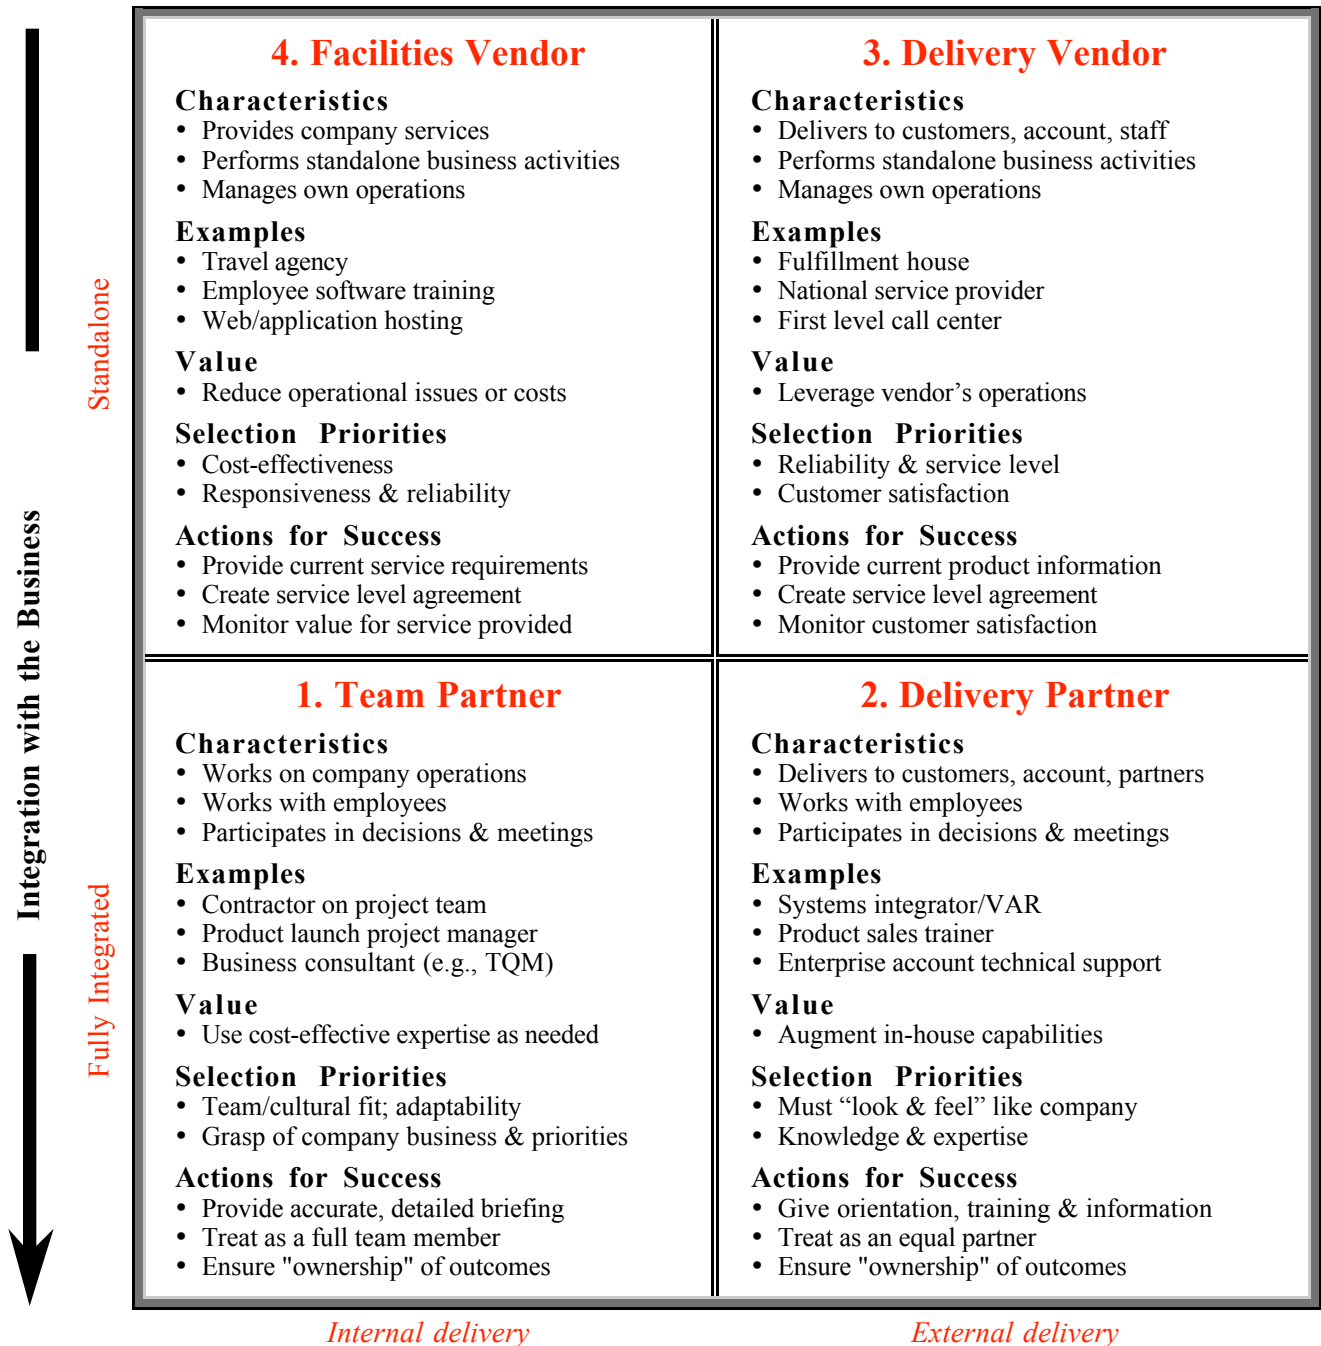 4. Facilities Vendor
Characteristics
• Provides company services
• Performs standalone business activities
• Manages own operations
Examples
• Travel agency
• Employee software training
• Web/application hosting
Value
• Reduce operational issues or costs
Selection Priorities
• Cost-effectiveness
• Responsiveness & reliability
Actions for Success
• Provide current service requirements
• Create service level agreement
• Monitor value for service provided
3. Delivery Vendor
Characteristics
• Delivers to customers, account, staff
• Performs standalone business activities
• Manages own operations
Examples
• Fulfillment house
• National service provider
• First level call center
Value
• Leverage vendor’s operations
Selection Priorities
• Reliability & service level
• Customer satisfaction
Actions for Success
• Provide current product information
• Create service level agreement
• Monitor customer satisfaction
1. Team Partner
Characteristics
• Works on company operations
• Works with employees
• Participates in decisions & meetings
Examples
• Contractor on project team
• Product launch project manager
• Business consultant (e.g., TQM)
Value
• Use cost-effective expertise as needed
Selection Priorities
• Team/cultural fit; adaptability
• Grasp of company business & priorities
Actions for Success
• Provide accurate, detailed briefing
• Treat as a full team member
• Ensure "ownership" of outcomes
2. Delivery Partner
Characteristics
• Delivers to customers, account, partners
• Works with employees
• Participates in decisions & meetings
Examples
• Systems integrator/VAR
• Product sales trainer
• Enterprise account technical support
Value
• Augment in-house capabilities
Selection Priorities
• Must “look & feel” like company
• Knowledge & expertise
Actions for Success
• Give orientation, training & information
• Treat as an equal partner
• Ensure "ownership" of outcomes
Standalone
Integration with the Business
Fully Integrated
Internal delivery
External delivery